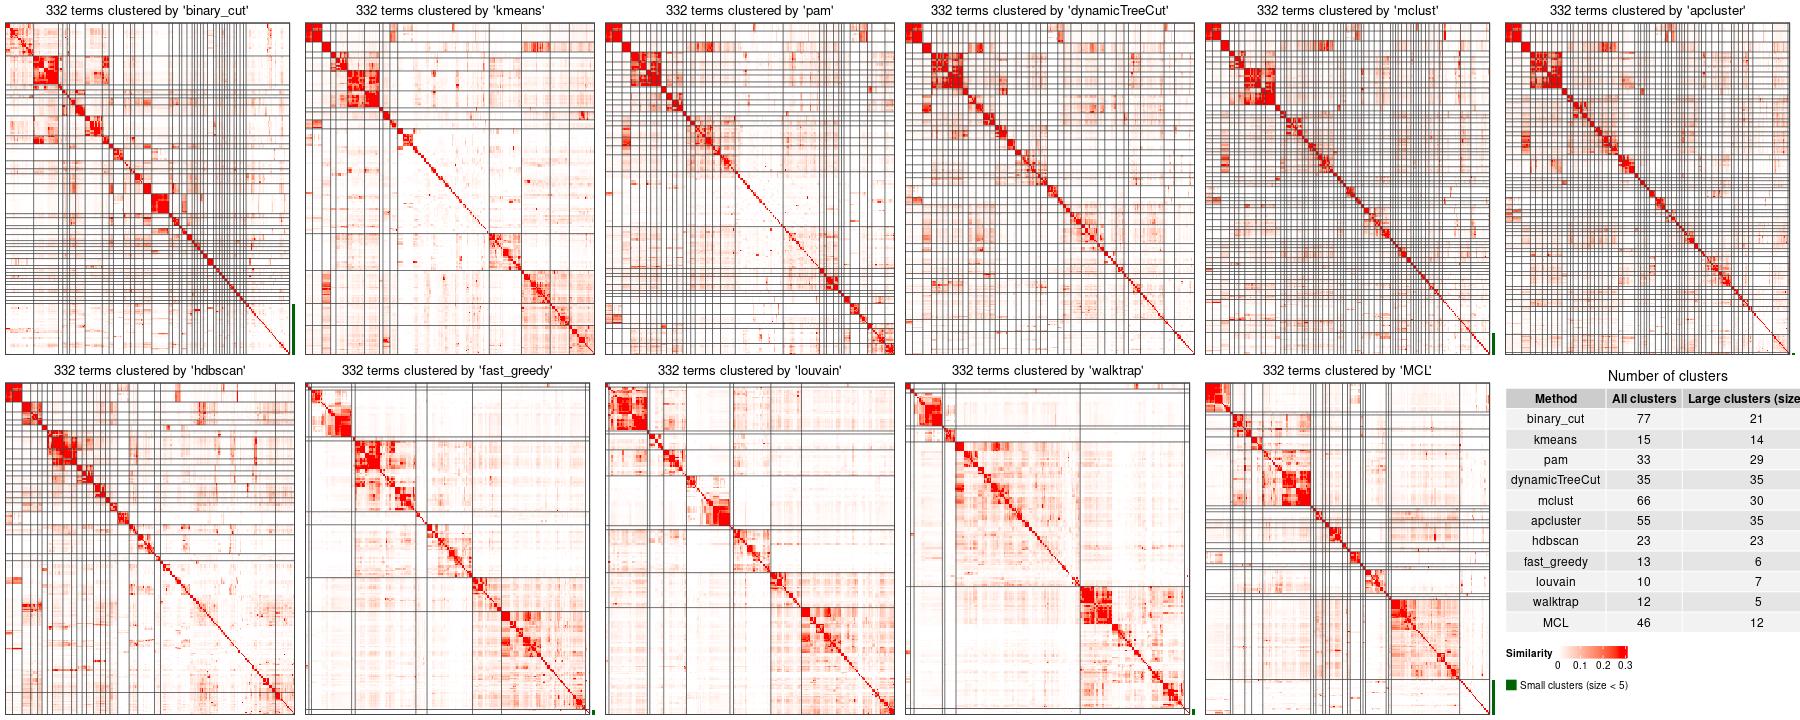 332 terms clustered by 'binary_cut'
332 terms clustered by 'kmeans'
332 terms clustered by 'pam'
332 terms clustered by 'dynamicTreeCut'
332 terms clustered by 'mclust'
332 terms clustered by 'apcluster'
332 terms clustered by 'hdbscan'
332 terms clustered by 'fast_greedy'
332 terms clustered by 'louvain'
332 terms clustered by 'walktrap'
332 terms clustered by 'MCL'
Number of clusters
Method All clusters Large clusters (size
binary_cut 77 21
kmeans 15 14
pam 33 29
dynamicTreeCut 35 35
mclust 66 30
apcluster 55 35
hdbscan 23 23
fast_greedy 13 6
louvain 10 7
walktrap 12 5
MCL 46 12
Similarity
0 0.1 0.2 0.3
Small clusters (size < 5)